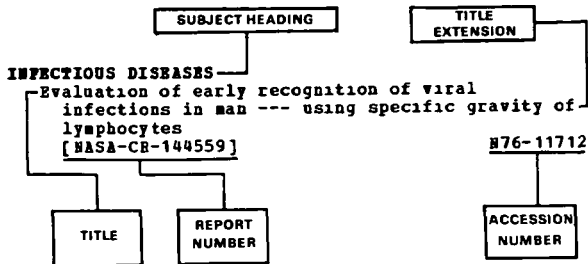 SUBJECT HEADING
TITLE
EXTENSION
INFECTIOUS DISEASES
Evaluation of early recognition of viral
infections in man --- using specific gravity of
lymphocytes
[NASA-CR-144559]
N76-11712
TITLE
REPORT
NUMBER
ACCESSION
NUMBER